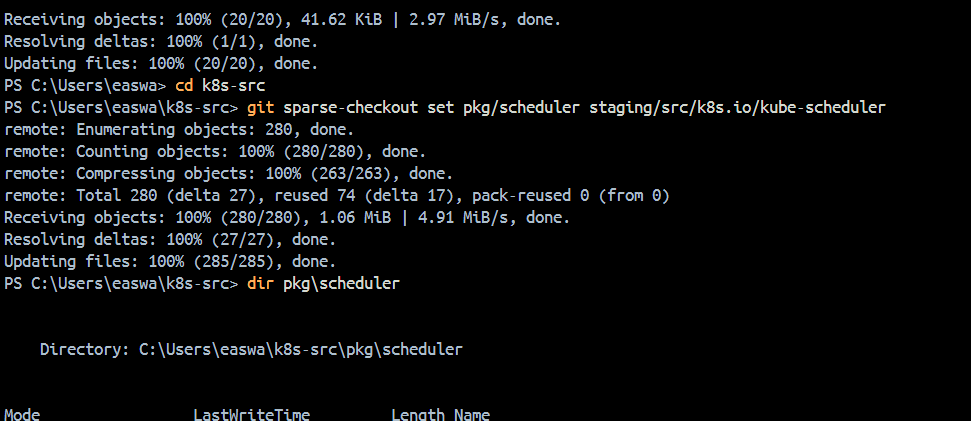 Receiving objects: 100% (20/20), 41.62 KiB | 2.97 MiB/s, done.
Resolving deltas: 100% (1/1), done.
Updating files: 100% (20/20), done.
PS C:\Users\easwa> cd k8s-src
PS C:\Users\easwa\k8s-src> git sparse-checkout set pkg/scheduler staging/src/k8s.io/kube-scheduler
remote: Enumerating objects: 280, done.
remote: Counting objects: 100% (280/280), done.
remote: Compressing objects: 100% (263/263), done.
remote: Total 280 (delta 27), reused 74 (delta 17), pack-reused 0 (from 0)
Receiving objects: 100% (280/280), 1.06 MiB | 4.91 MiB/s, done.
Resolving deltas: 100% (27/27), done.
Updating files: 100% (285/285), done.
PS C:\Users\easwa\k8s-src> dir pkg\scheduler
Directory: C:\Users\easwa\k8s-src\pkg\scheduler
Mode LastWriteTime Length Name